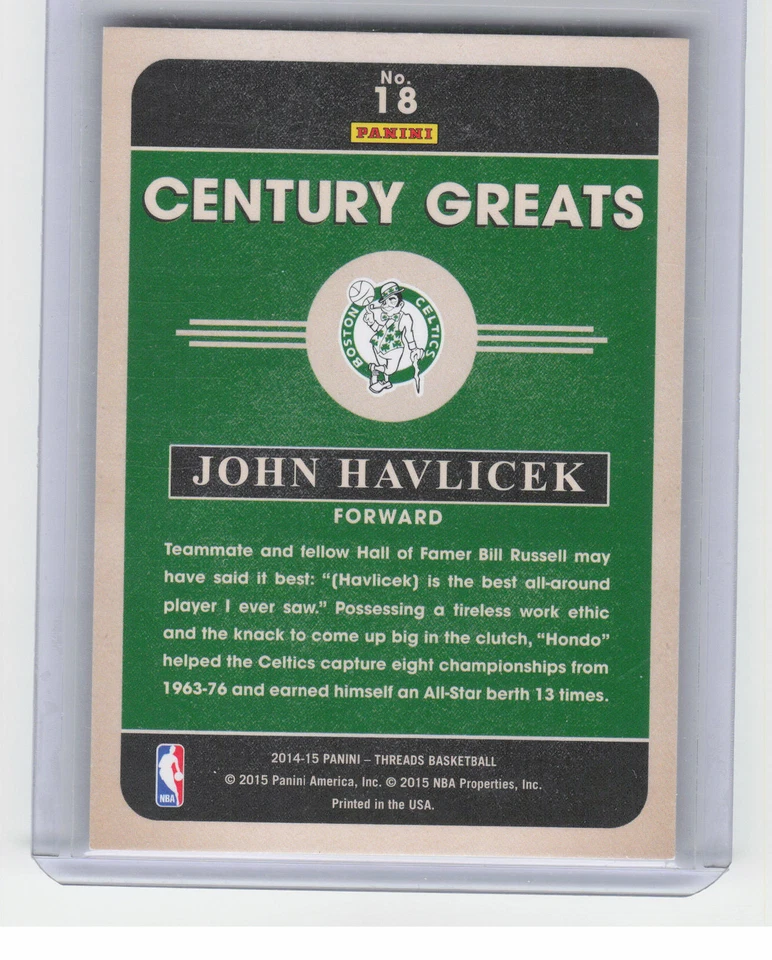 No.
18
PANINI
CENTURY GREATS
BOSTON CELTICS
JOHN HAVLICEK
FORWARD
Teammate and fellow Hall of Famer Bill Russell may
have said it best: “(Havlicek) is the best all-around
player I ever saw.” Possessing a tireless work ethic
and the knack to come up big in the clutch, “Hondo”
helped the Celtics capture eight championships from
1963-76 and earned himself an All-Star berth 13 times.
2014-15 PANINI – THREADS BASKETBALL
© 2015 Panini America, Inc. © 2015 NBA Properties, Inc.
Printed in the USA.
NBA